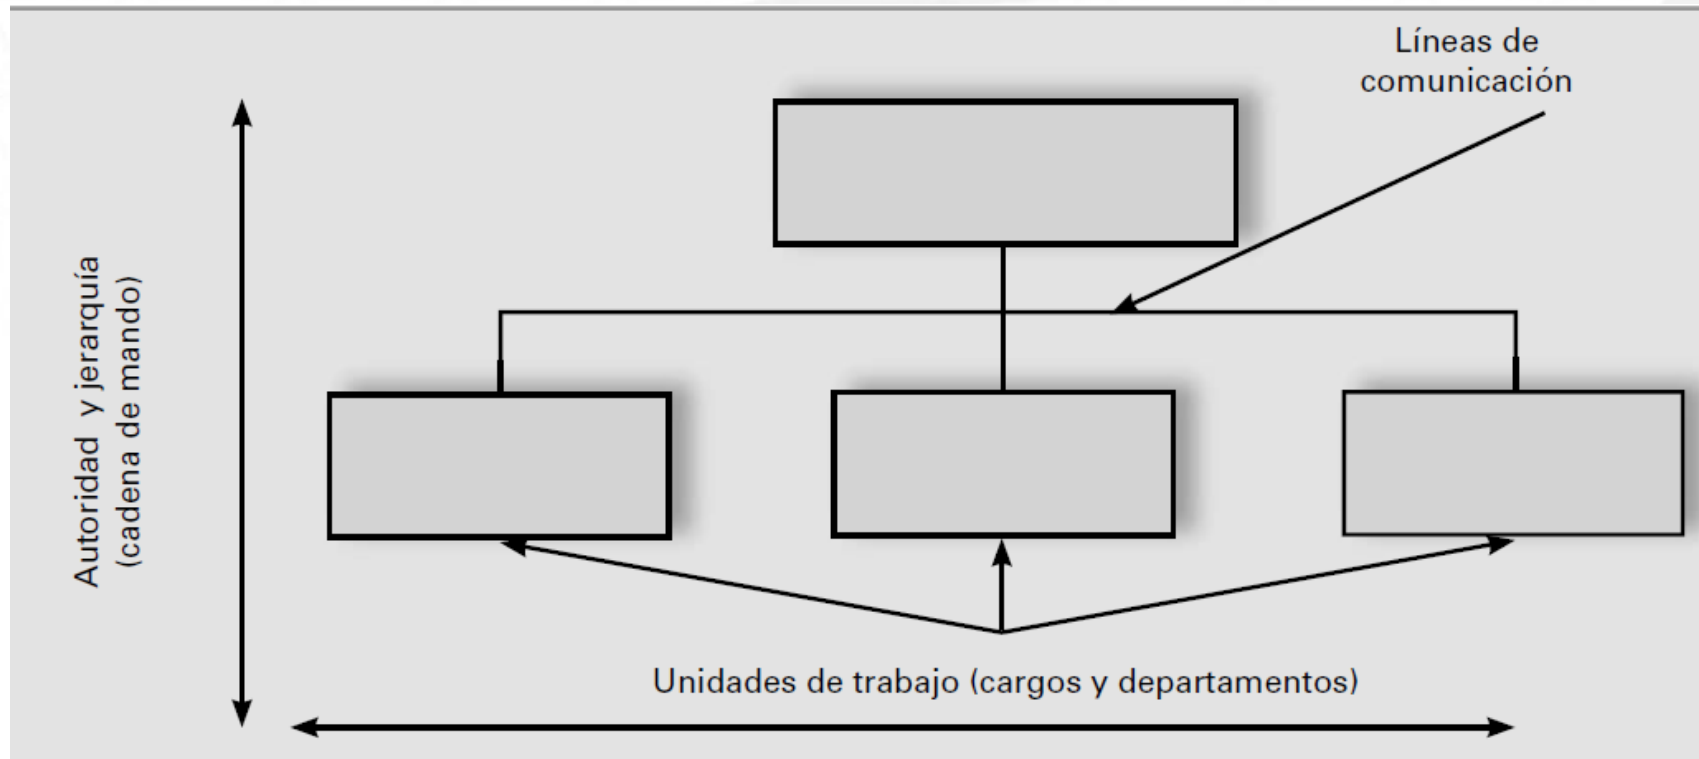 Líneas de
comunicación
Autoridad y jerarquía
(cadena de mando)
Unidades de trabajo (cargos y departamentos)